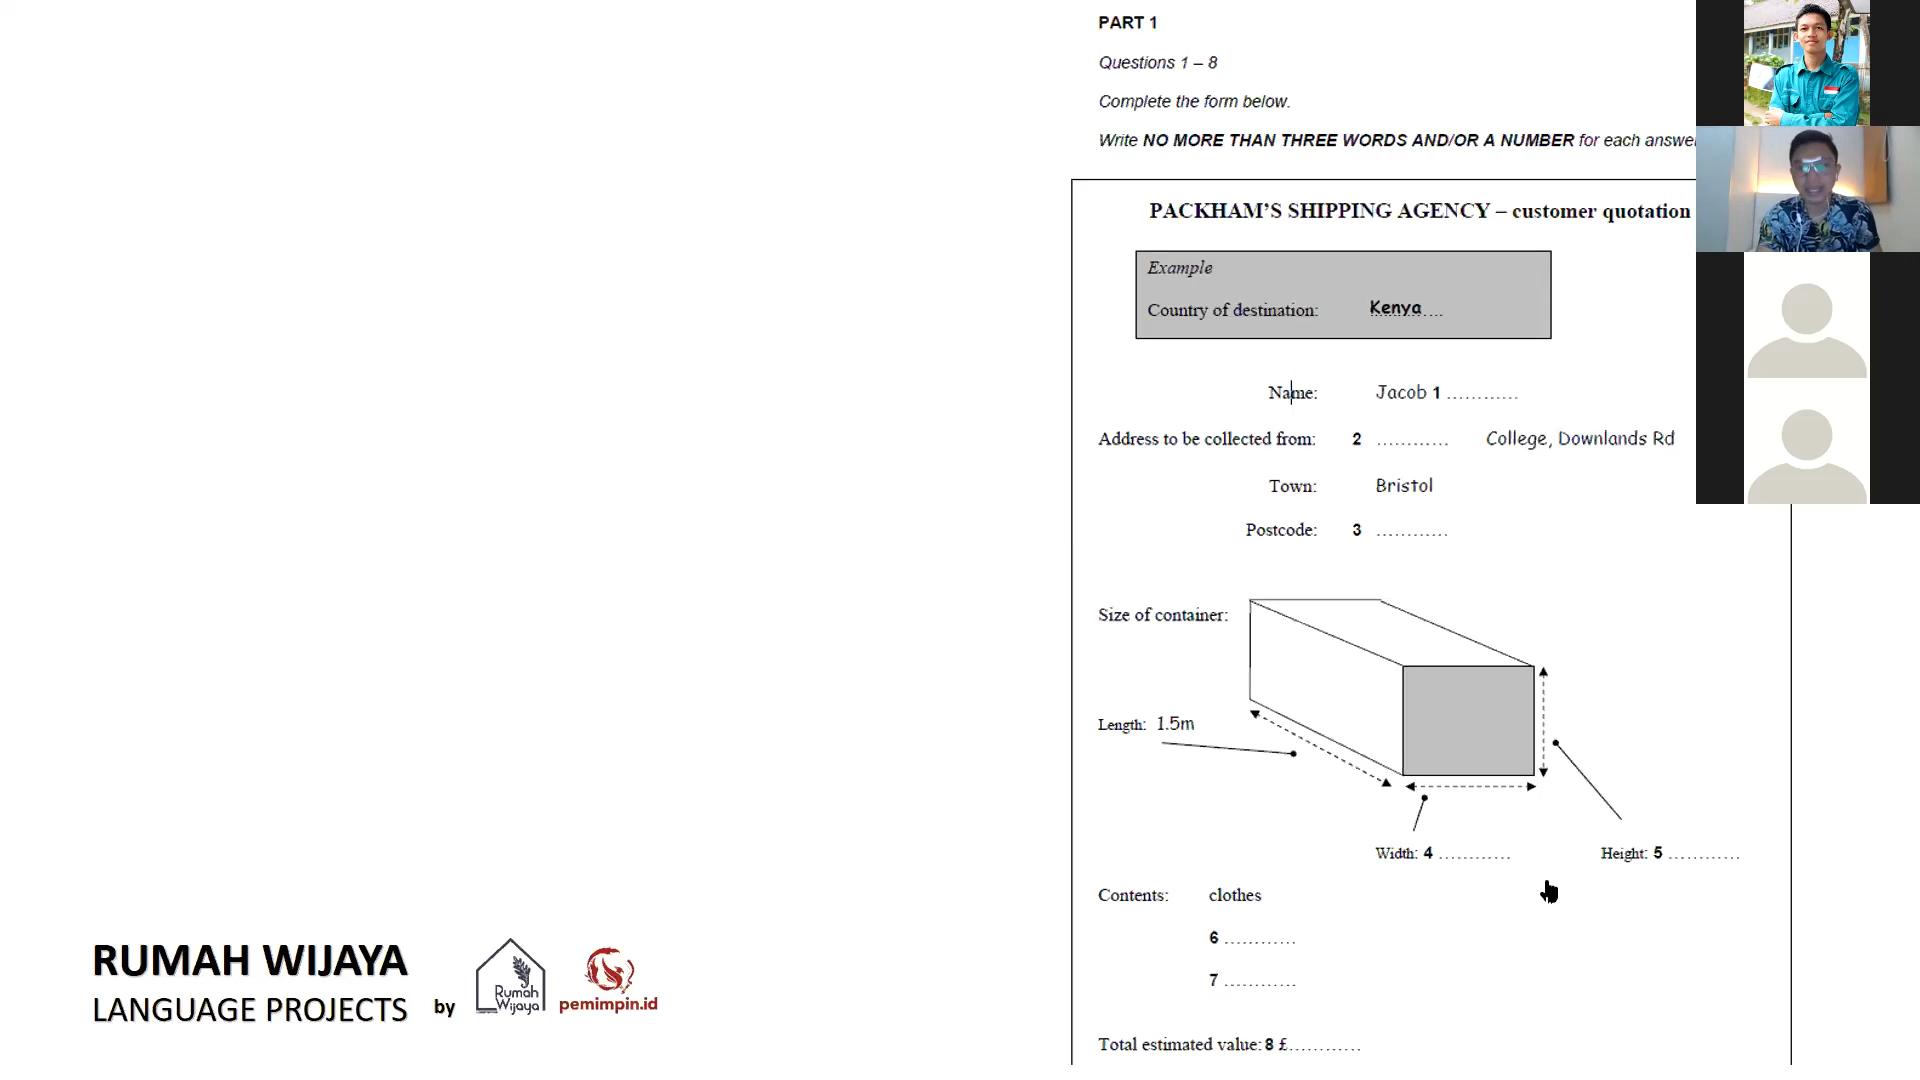 PART 1
Questions 1 – 8
Complete the form below.
Write NO MORE THAN THREE WORDS AND/OR A NUMBER for each
PACKHAM'S SHIPPING AGENCY – customer quotation
Example
Country of destination: Kenya....
Name: Jacob 1 ............
Address to be collected from: 2 ............ College, Downlands Rd
Town: Bristol
Postcode: 3 ............
Size of container:
Length: 1.5m
Width: 4 ............
Height: 5 ............
Contents: clothes
6 ............
7 ............
Total estimated value: 8 £............
RUMAH WIJAYA
LANGUAGE PROJECTS by
Rumah
Wijaya
pemimpin.id